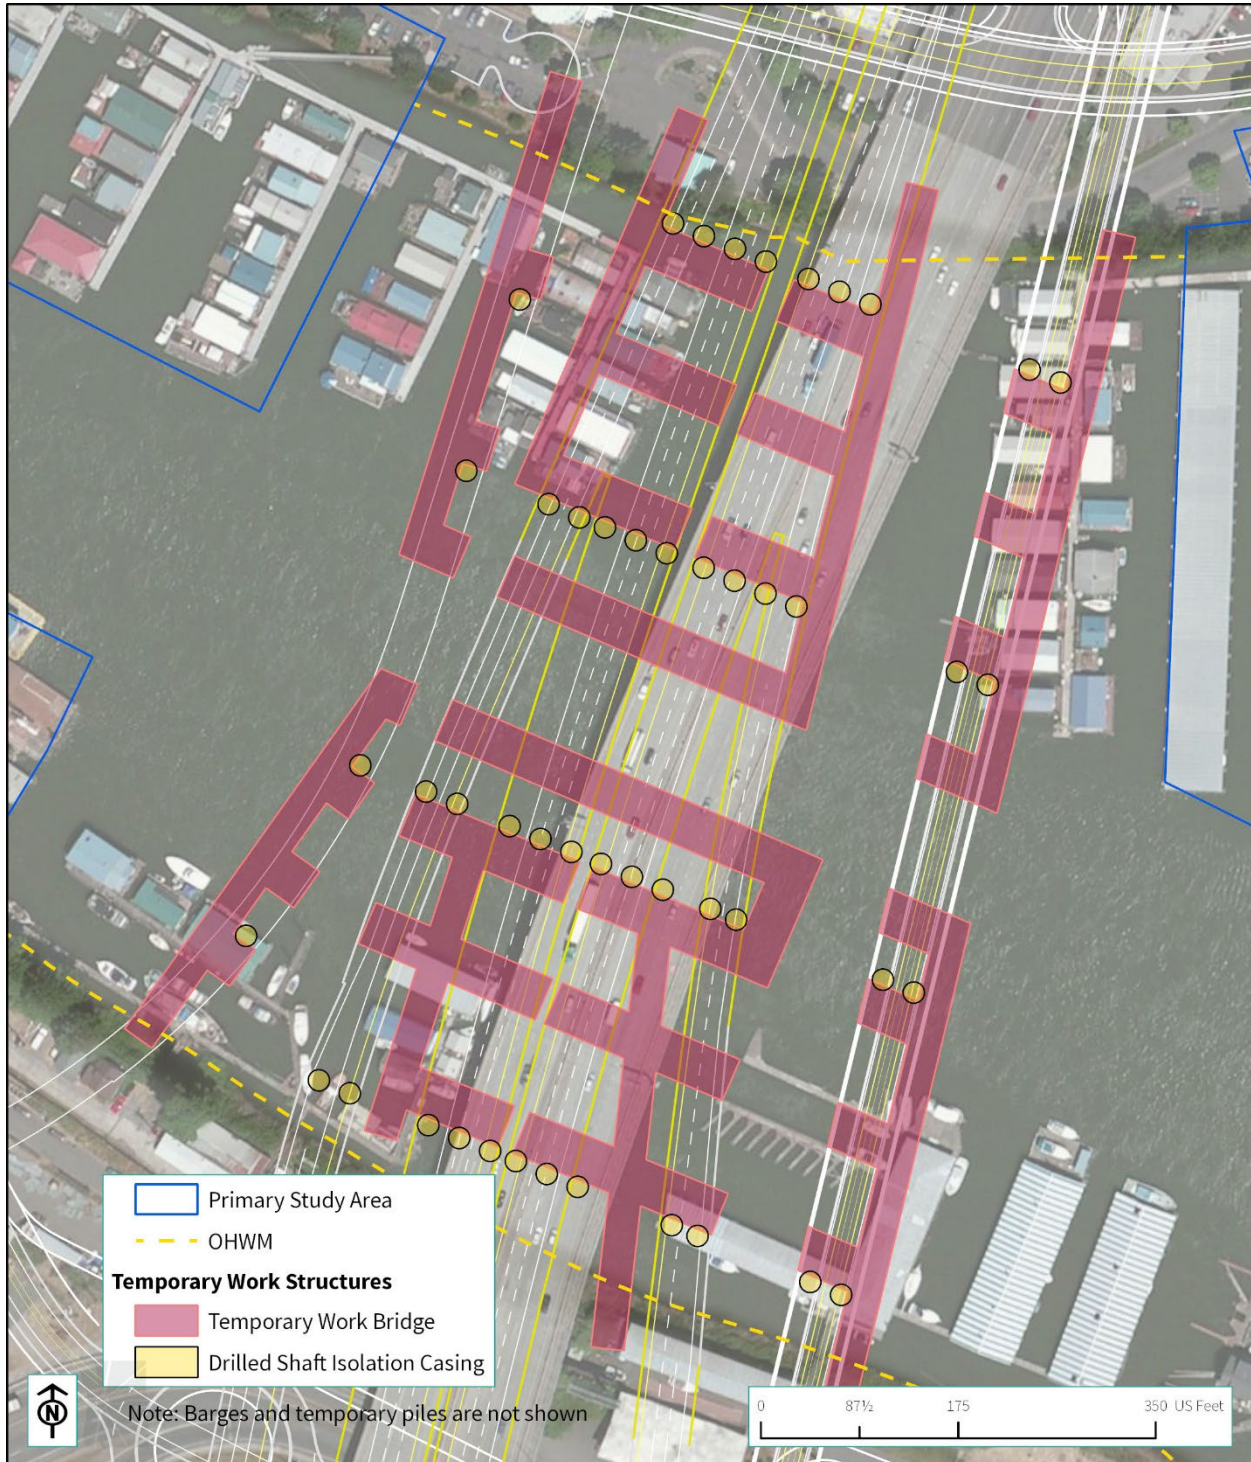 Primary Study Area
OHWM
Temporary Work Structures
Temporary Work Bridge
Drilled Shaft Isolation Casing
N
Note: Barges and temporary piles are not shown
0 87½ 175 350 US Feet